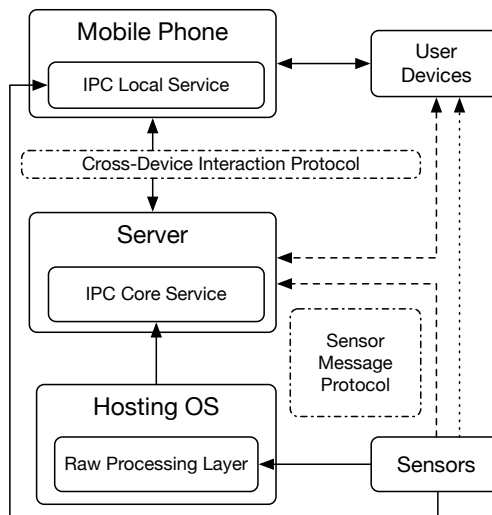 Mobile Phone
IPC Local Service
User
Devices
Cross-Device Interaction Protocol
Server
IPC Core Service
Sensor
Message
Protocol
Hosting OS
Raw Processing Layer
Sensors